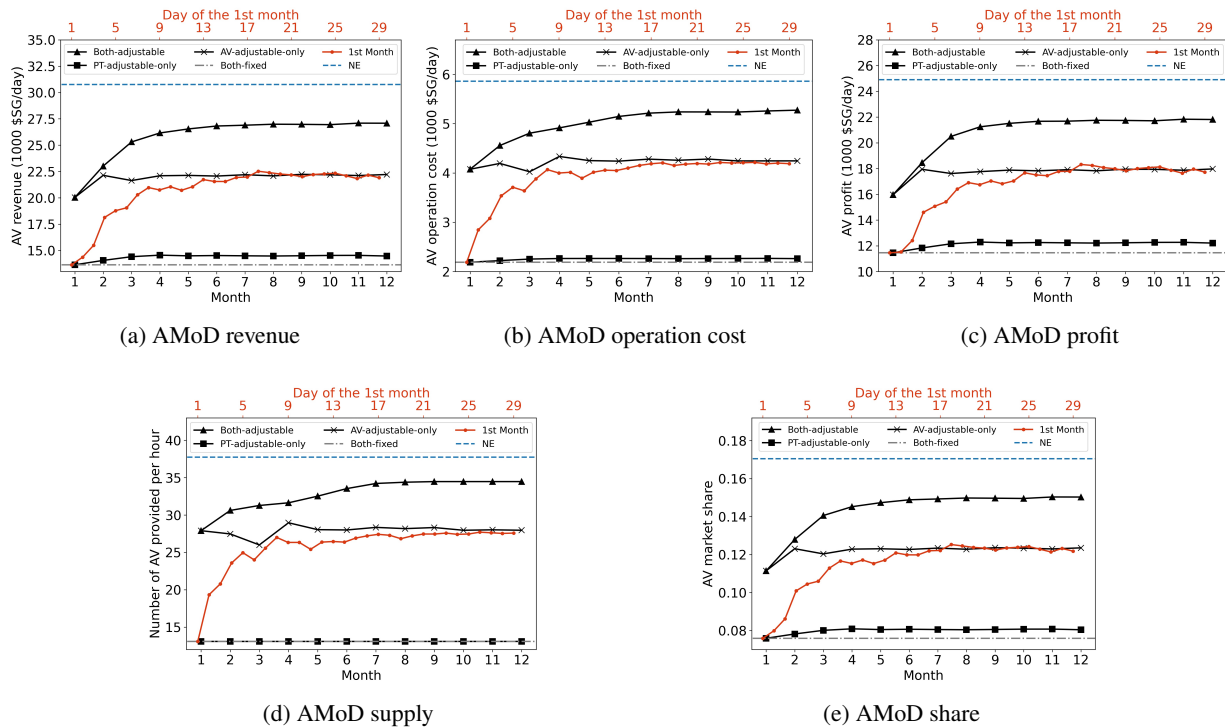 Day of the 1st month
1 5 9 13 17 21 25 29
35.0
32.5
30.0
27.5
25.0
22.5
20.0
17.5
15.0
AV revenue (1000 $SG/day)
Both-adjustable AV-adjustable-only 1st Month
PT-adjustable-only Both-fixed NE
1 2 3 4 5 6 7 8 9 10 11 12
Month
(a) AMoD revenue
Day of the 1st month
1 5 9 13 17 21 25 29
6
5
4
3
2
AV operation cost (1000 $SG/day)
Both-adjustable AV-adjustable-only 1st Month
PT-adjustable-only Both-fixed NE
1 2 3 4 5 6 7 8 9 10 11 12
Month
(b) AMoD operation cost
Day of the 1st month
1 5 9 13 17 21 25 29
28
26
24
22
20
18
16
14
12
10
AV profit (1000 $SG/day)
Both-adjustable AV-adjustable-only 1st Month
PT-adjustable-only Both-fixed NE
1 2 3 4 5 6 7 8 9 10 11 12
Month
(c) AMoD profit
Day of the 1st month
1 5 9 13 17 21 25 29
40
35
30
25
20
15
Number of AV provided per hour
Both-adjustable AV-adjustable-only 1st Month
PT-adjustable-only Both-fixed NE
1 2 3 4 5 6 7 8 9 10 11 12
Month
(d) AMoD supply
Day of the 1st month
1 5 9 13 17 21 25 29
0.18
0.16
0.14
0.12
0.10
0.08
AV market share
Both-adjustable AV-adjustable-only 1st Month
PT-adjustable-only Both-fixed NE
1 2 3 4 5 6 7 8 9 10 11 12
Month
(e) AMoD share